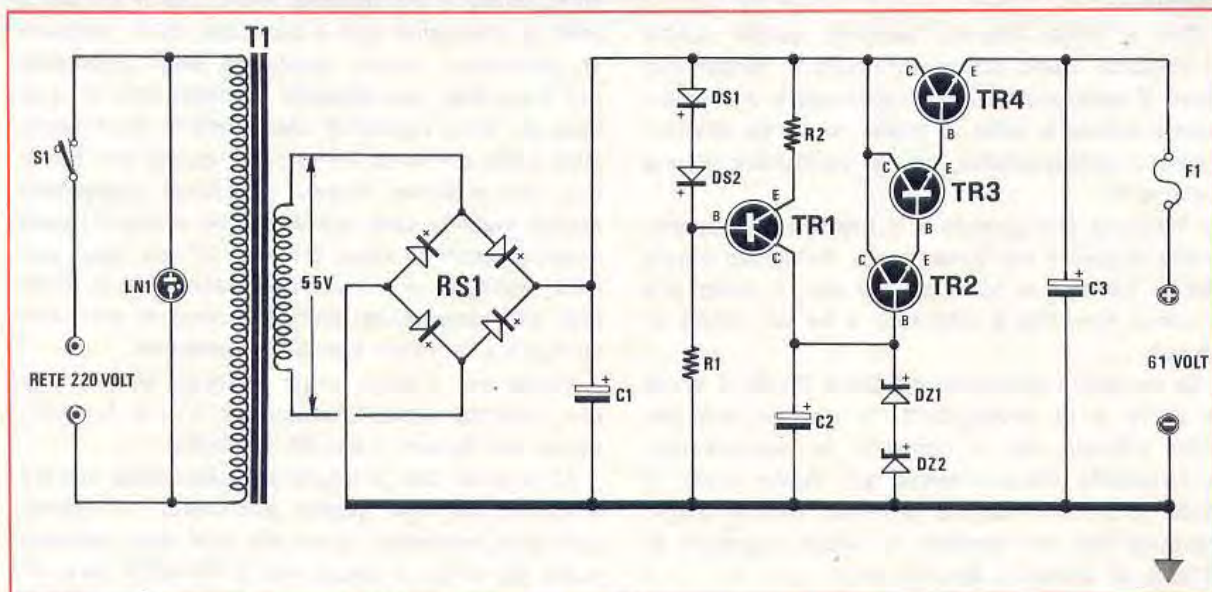 T1
S1
LN1
RETE 220 VOLT
55V
RS1
C1
DS1
DS2
R2
R1
B
E
C
TR1
C
E
B
TR4
C
E
B
TR3
C
E
B
TR2
C2
DZ1
DZ2
C3
F1
61 VOLT